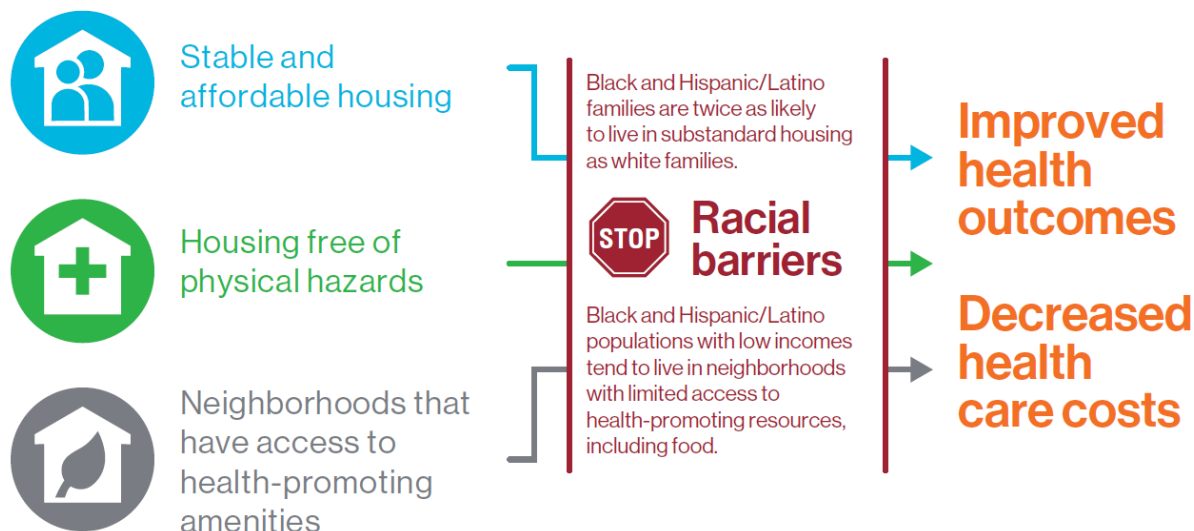 Stable and
affordable housing
Housing free of
physical hazards
Neighborhoods that
have access to
health-promoting
amenities
Black and Hispanic/Latino
families are twice as likely
to live in substandard housing
as white families.
STOP
Racial
barriers
Black and Hispanic/Latino
populations with low incomes
tend to live in neighborhoods
with limited access to
health-promoting resources,
including food.
Improved
health
outcomes
Decreased
health
care costs